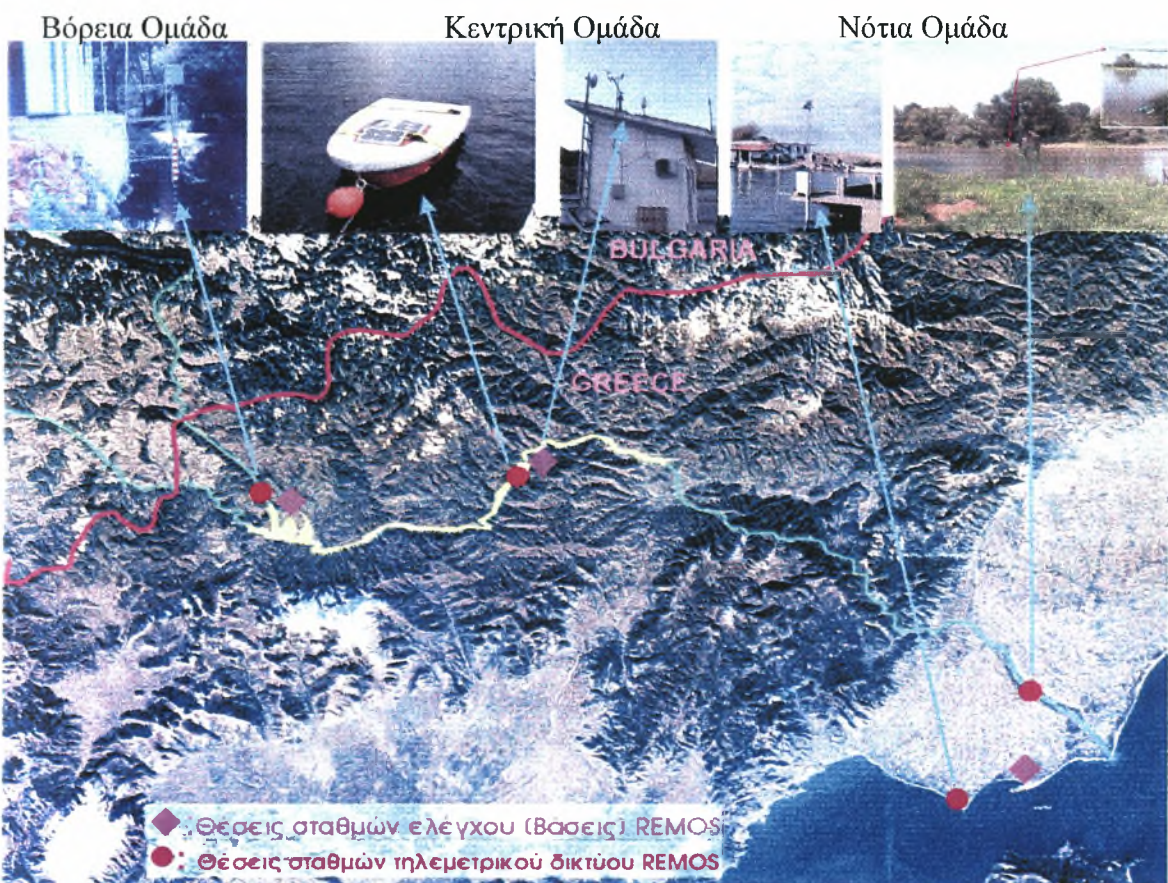 Βόρεια Ομάδα
Κεντρική Ομάδα
Νότια Ομάδα
BULGARIA
GREECE
: Θέσεις σταθμών ελέγχου (Βάσεις) REMOS
: Θέσεις σταθμών τηλεμετρικού δικτύου REMOS